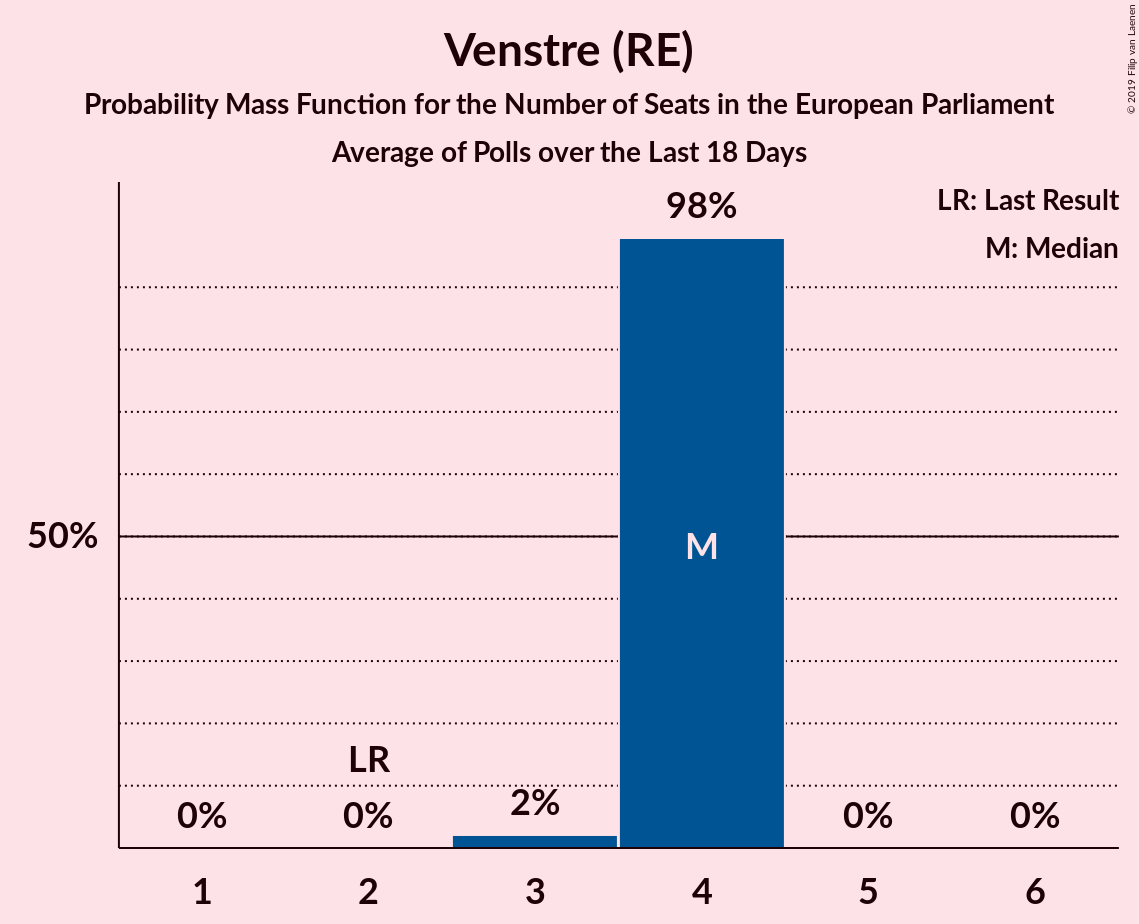 Venstre (RE)
Probability Mass Function for the Number of Seats in the European Parliament
Average of Polls over the Last 18 Days
© 2019 Filip van Laenen
LR: Last Result
M: Median
98%
50%
M
LR
0%
0%
2%
0%
0%
1
2
3
4
5
6